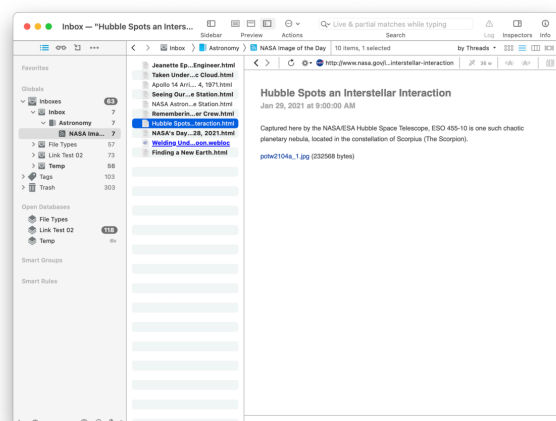 Inbox — "Hubble Spots an Inters...
Sidebar
Preview
Actions
Live & partial matches while typing
Search
Log
Inspectors
Info
Inbox
Astronomy
NASA Image of the Day
10 items, 1 selected
by Threads
Favorites
Globals
Inboxes 63
Inbox 7
Astronomy 7
NASA Ima... 7
File Types 57
Link Test 02 73
Temp 56
Tags 103
Trash 303
Open Databases
File Types
Link Test 02 118
Temp
Smart Groups
Smart Rules
Jeanette Ep...Engineer.html
Taken Under...c Cloud.html
Apollo 14 Arri... 4, 1971.html
Seeing Our...e Station.html
NASA Astron...e Station.html
Rememberin...er Crew.html
Hubble Spots...teraction.html
NASA's Day...28, 2021.html
Welding Und...oon.webloc
Finding a New Earth.html
http://www.nasa.gov/i...interstellar-interaction
36 w
Hubble Spots an Interstellar Interaction
Jan 29, 2021 at 9:00:00 AM
Captured here by the NASA/ESA Hubble Space Telescope, ESO 455-10 is one such chaotic
planetary nebula, located in the constellation of Scorpius (The Scorpion).
potw2104a_1.jpg (232568 bytes)